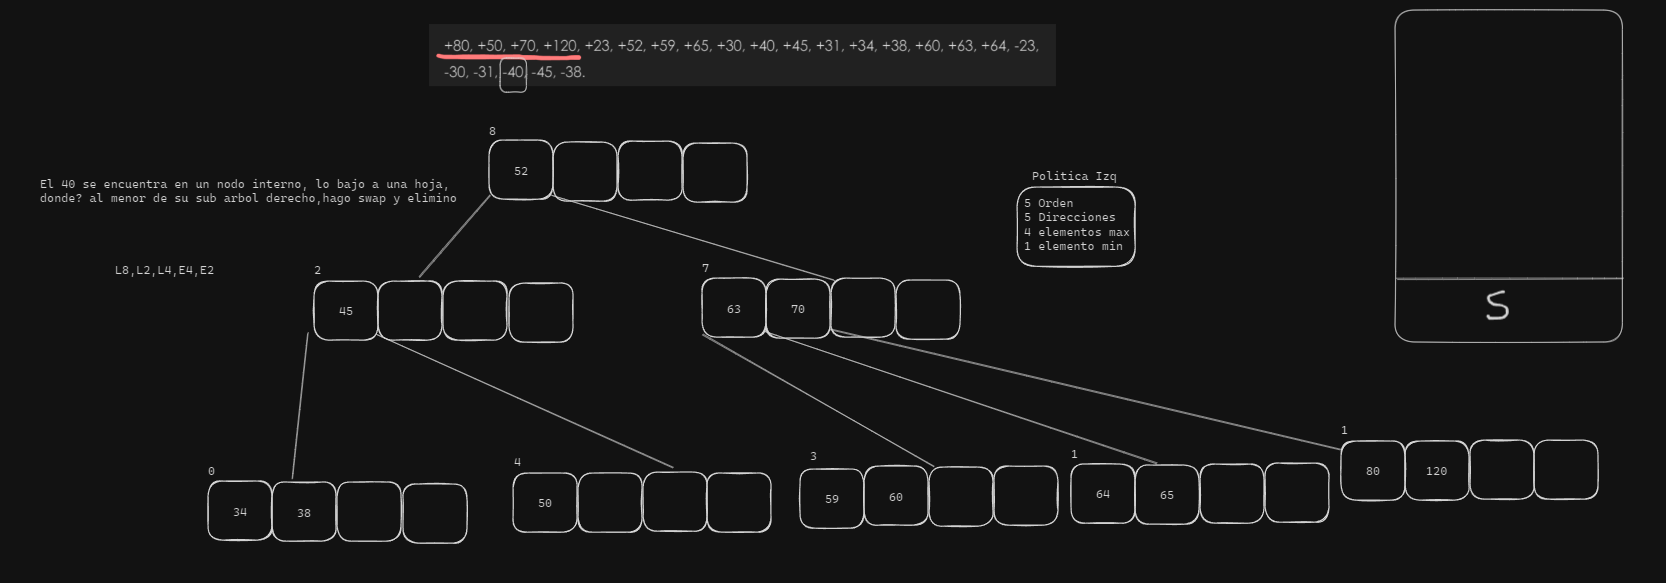 +80, +50, +70, +120, +23, +52, +59, +65, +30, +40, +45, +31, +34, +38, +60, +63, +64, -23,
-30, -31, -40, -45, -38.
8
52
El 40 se encuentra en un nodo interno, lo bajo a una hoja,
donde? al menor de su sub arbol derecho,hago swap y elimino
Politica Izq
5 Orden
5 Direcciones
4 elementos max
1 elemento min
L8,L2,L4,E4,E2
2
45
7
63 70
S
0
34 38
4
50
3
59 60
1
64 65
1
80 120